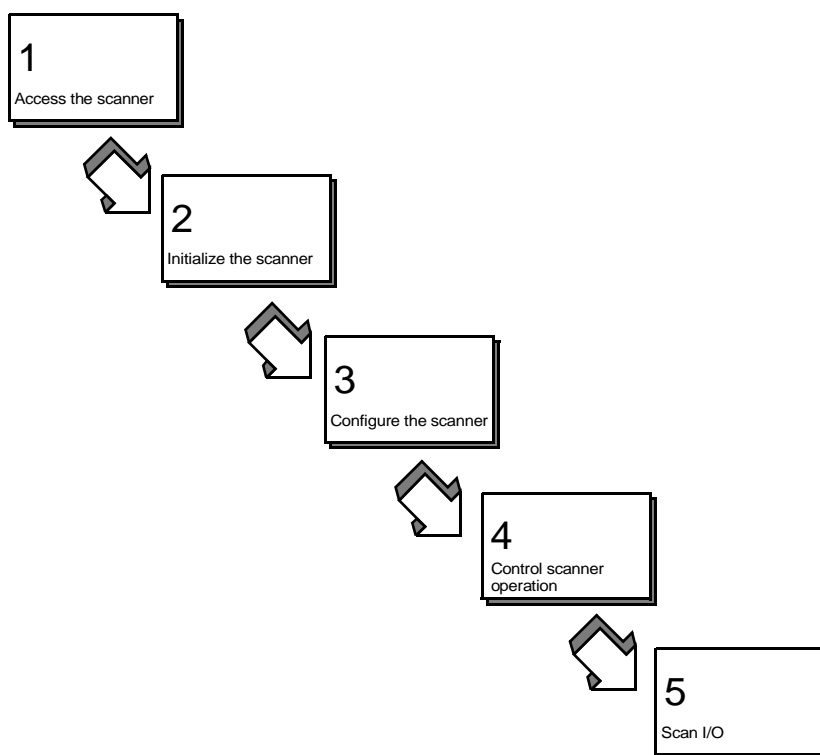 1
Access the scanner
2
Initialize the scanner
3
Configure the scanner
4
Control scanner
operation
5
Scan I/O